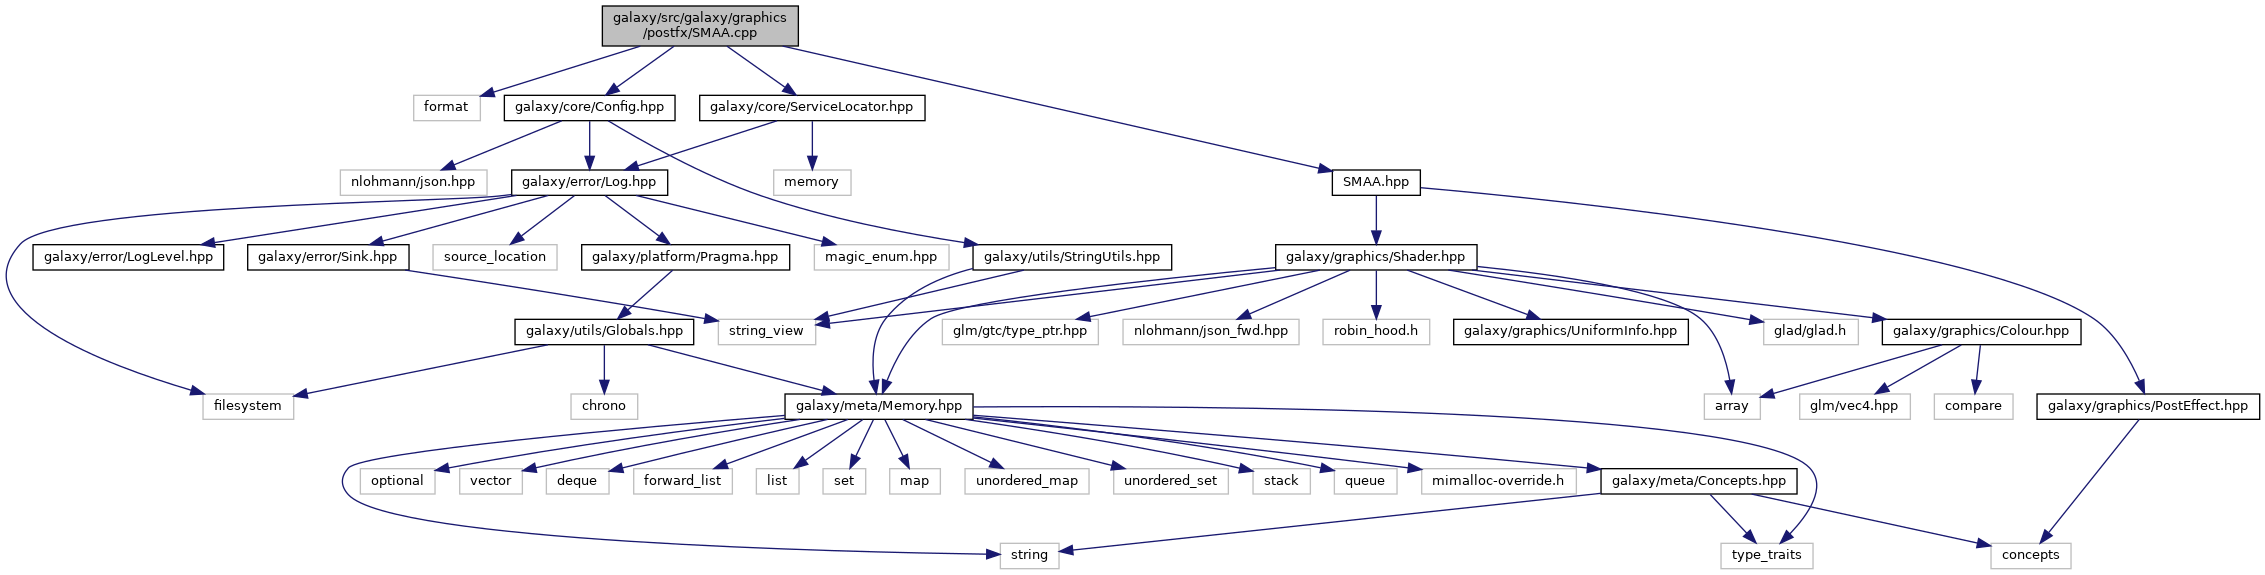 galaxy/src/galaxy/graphics
/postfx/SMAA.cpp
format
galaxy/core/Config.hpp
galaxy/core/ServiceLocator.hpp
nlohmann/json.hpp
galaxy/error/Log.hpp
memory
SMAA.hpp
galaxy/error/LogLevel.hpp
galaxy/error/Sink.hpp
source_location
galaxy/platform/Pragma.hpp
magic_enum.hpp
galaxy/utils/StringUtils.hpp
galaxy/graphics/Shader.hpp
galaxy/utils/Globals.hpp
string_view
glm/gtc/type_ptr.hpp
nlohmann/json_fwd.hpp
robin_hood.h
galaxy/graphics/UniformInfo.hpp
glad/glad.h
galaxy/graphics/Colour.hpp
filesystem
chrono
galaxy/meta/Memory.hpp
array
glm/vec4.hpp
compare
galaxy/graphics/PostEffect.hpp
optional
vector
deque
forward_list
list
set
map
unordered_map
unordered_set
stack
queue
mimalloc-override.h
galaxy/meta/Concepts.hpp
string
type_traits
concepts